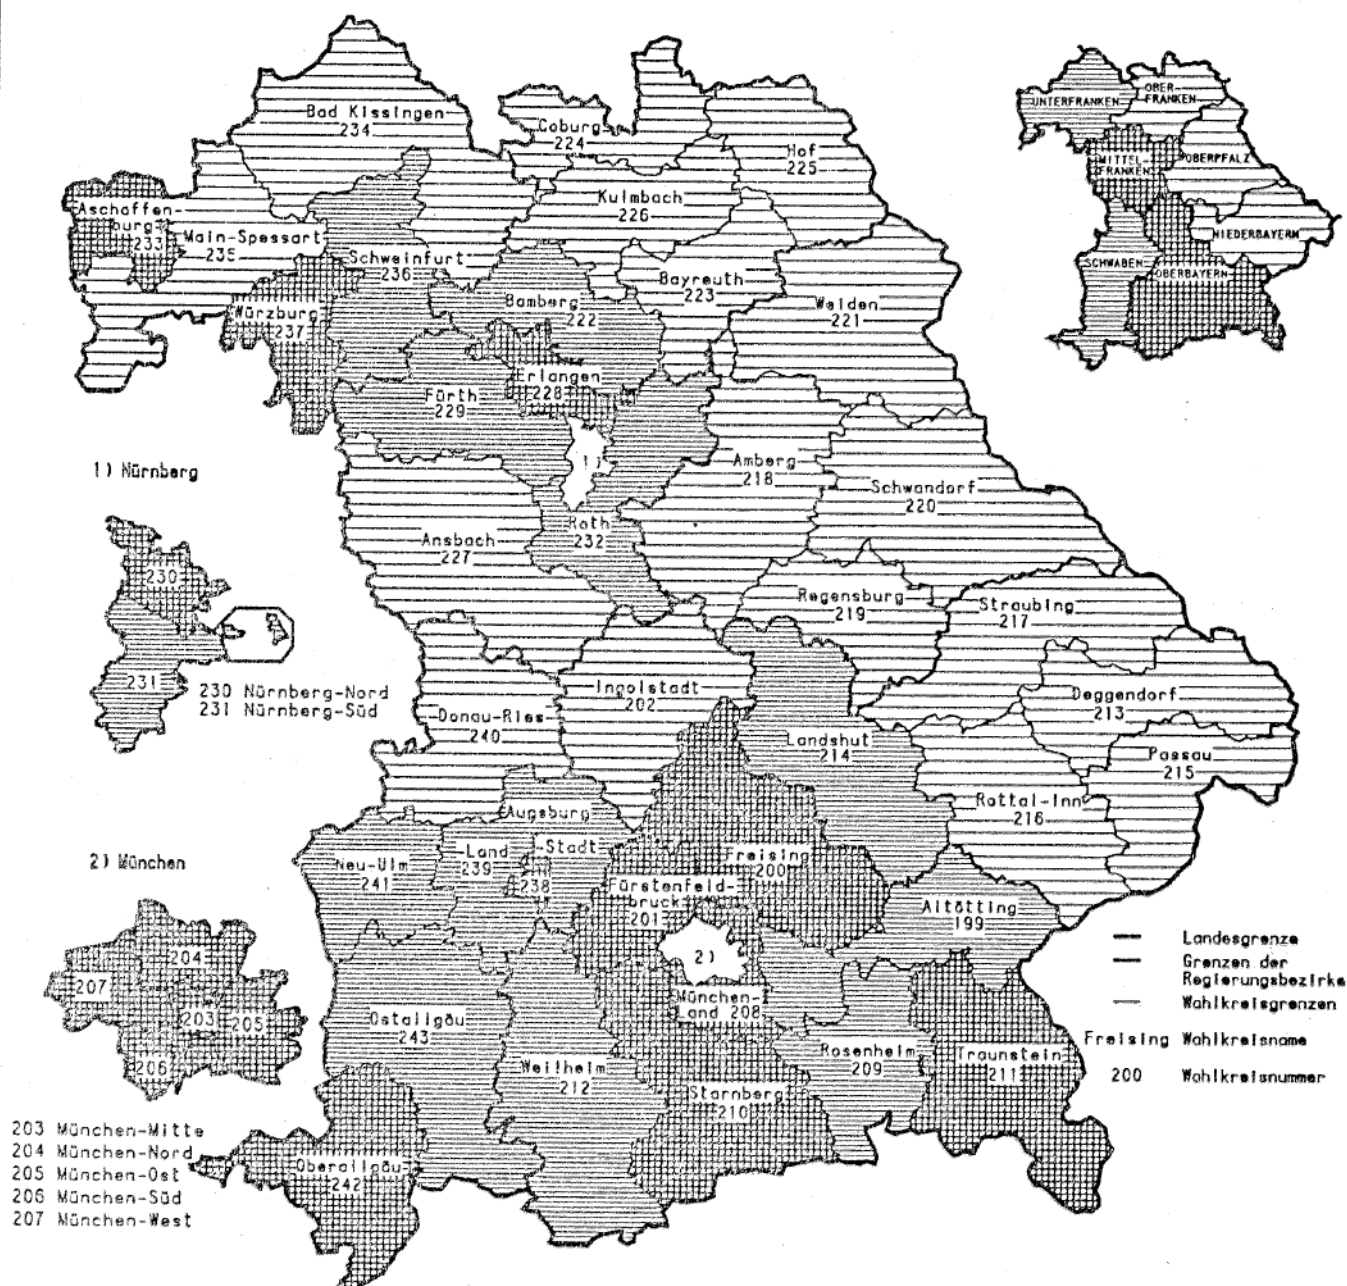 Bad Kissingen
234
Coburg
224
Hof
225
Kulmbach
226
Aschaffen-
burg
233
Main-Spessart
235
Schweinfurt
236
Bayreuth
223
Bamberg
222
Weiden
221
Würzburg
237
Erlangen
228
Fürth
229
1)
Amberg
218
Schwandorf
220
Ansbach
227
Roth
232
Regensburg
219
Straubing
217
Ingolstadt
202
Deggendorf
213
Donau-Ries
240
Landshut
214
Passau
215
Rottal-Inn
216
Augsburg
-Land
239
-Stadt
238
Neu-Ulm
241
Freising
200
Fürstenfeld-
bruck
201
Altötting
199
2)
München-
Land 208
Ostallgäu
243
Weilheim
212
Rosenheim
209
Traunstein
211
Starnberg
210
Oberallgäu
242
UNTERFRANKEN
OBER-
FRANKEN
MITTEL-
FRANKEN
OBERPFALZ
NIEDERBAYERN
SCHWABEN
OBERBAYERN
1) Nürnberg
230
231
230 Nürnberg-Nord
231 Nürnberg-Süd
2) München
204
207
203
205
206
203 München-Mitte
204 München-Nord
205 München-Ost
206 München-Süd
207 München-West
Landesgrenze
Grenzen der
Regierungsbezirke
Wahlkreisgrenzen
Freising Wahlkreisname
200 Wahlkreisnummer